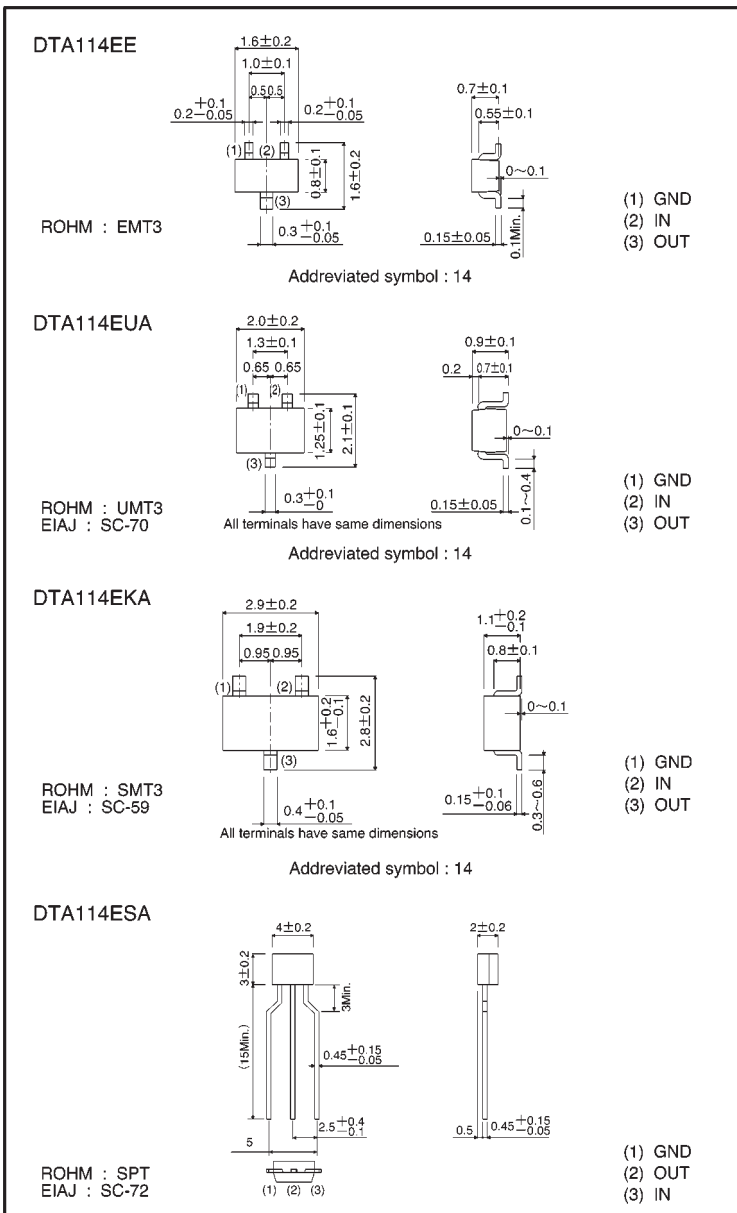 DTA114EE
1.6±0.2
1.0±0.1
0.5 0.5
0.2+0.1 −0.05
0.2+0.1 −0.05
(1) (2)
(3)
0.8±0.1
1.6±0.2
0.3+0.1 −0.05
0.7±0.1
0.55±0.1
0~0.1
0.15±0.05
0.1Min.
ROHM : EMT3
(1) GND
(2) IN
(3) OUT
Addreviated symbol : 14
DTA114EUA
2.0±0.2
1.3±0.1
0.65 0.65
(1) (2)
(3)
1.25±0.1
2.1±0.1
0.3+0.1 −0
All terminals have same dimensions
0.9±0.1
0.2 0.7±0.1
0~0.1
0.15±0.05
0.1~0.4
ROHM : UMT3
EIAJ : SC-70
(1) GND
(2) IN
(3) OUT
Addreviated symbol : 14
DTA114EKA
2.9±0.2
1.9±0.2
0.95 0.95
(1) (2)
(3)
1.6+0.2 −0.1
2.8±0.2
0.4+0.1 −0.05
All terminals have same dimensions
1.1+0.2 −0.1
0.8±0.1
0~0.1
0.15+0.1 −0.06
0.3~0.6
ROHM : SMT3
EIAJ : SC-59
(1) GND
(2) IN
(3) OUT
Addreviated symbol : 14
DTA114ESA
4±0.2
2±0.2
3±0.2
3Min.
(15Min.)
0.45+0.15 −0.05
2.5+0.4 −0.1
5
0.5 0.45+0.15 −0.05
(1) (2) (3)
ROHM : SPT
EIAJ : SC-72
(1) GND
(2) OUT
(3) IN